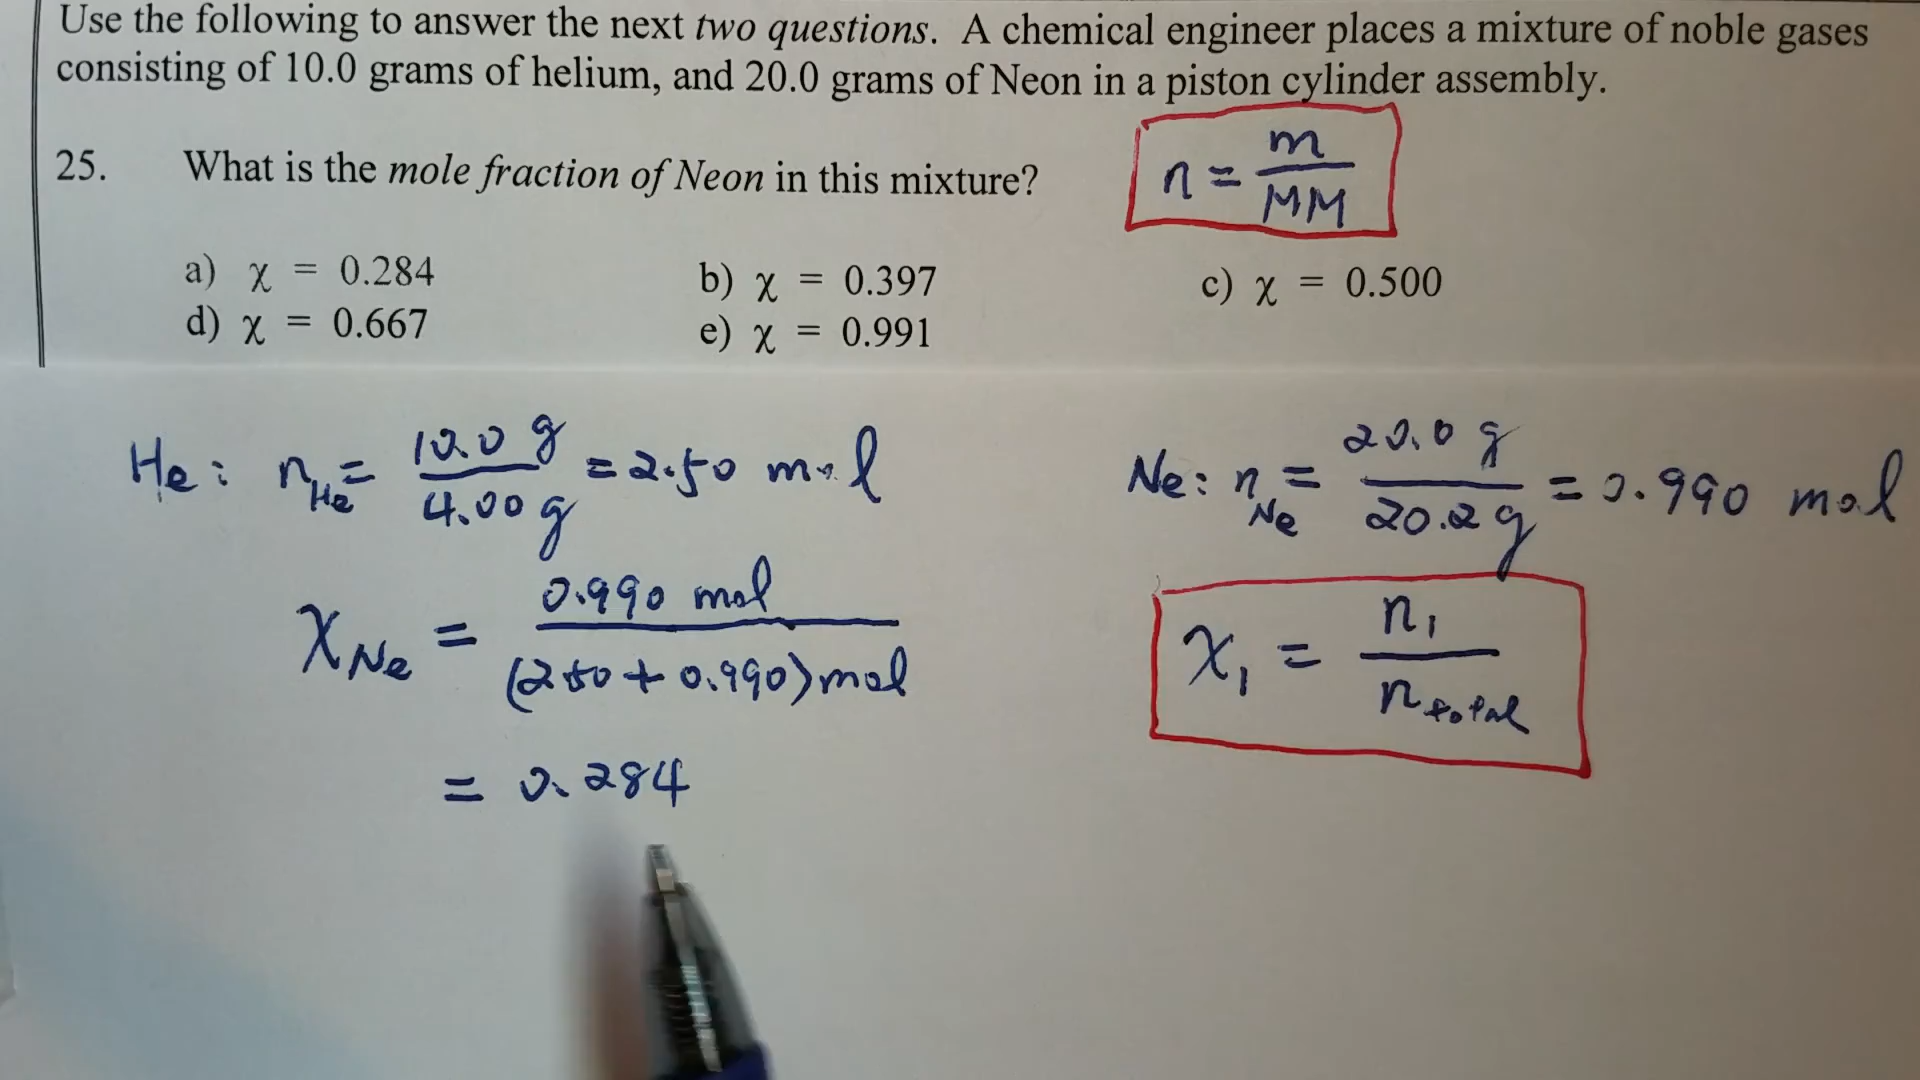 Use the following to answer the next two questions. A chemical engineer places a mixture of noble gases
consisting of 10.0 grams of helium, and 20.0 grams of Neon in a piston cylinder assembly.
25. What is the mole fraction of Neon in this mixture?
n = m / MM
a) χ = 0.284 b) χ = 0.397 c) χ = 0.500
d) χ = 0.667 e) χ = 0.991
He: n_He = 10.0 g / 4.00 g = 2.50 mol
Ne: n_Ne = 20.0 g / 20.2 g = 0.990 mol
χ_Ne = 0.990 mol / (2.50 + 0.990) mol
χ_1 = n_1 / n_total
= 0.284